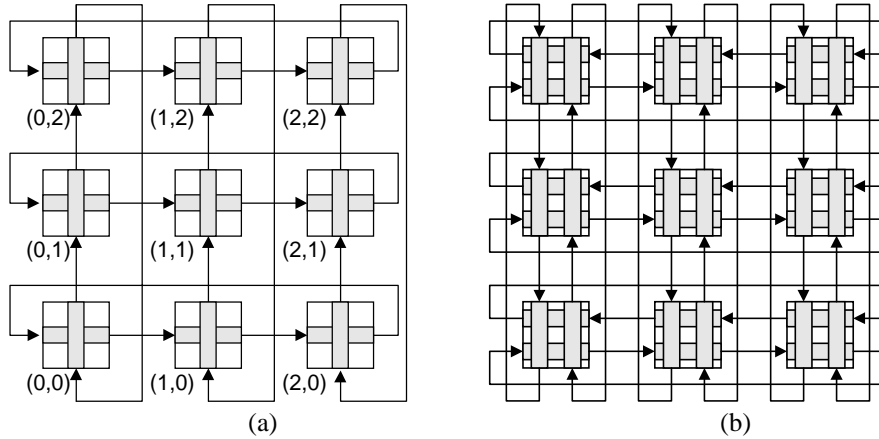 (0,2) (1,2) (2,2)
(0,1) (1,1) (2,1)
(0,0) (1,0) (2,0)
(a) (b)